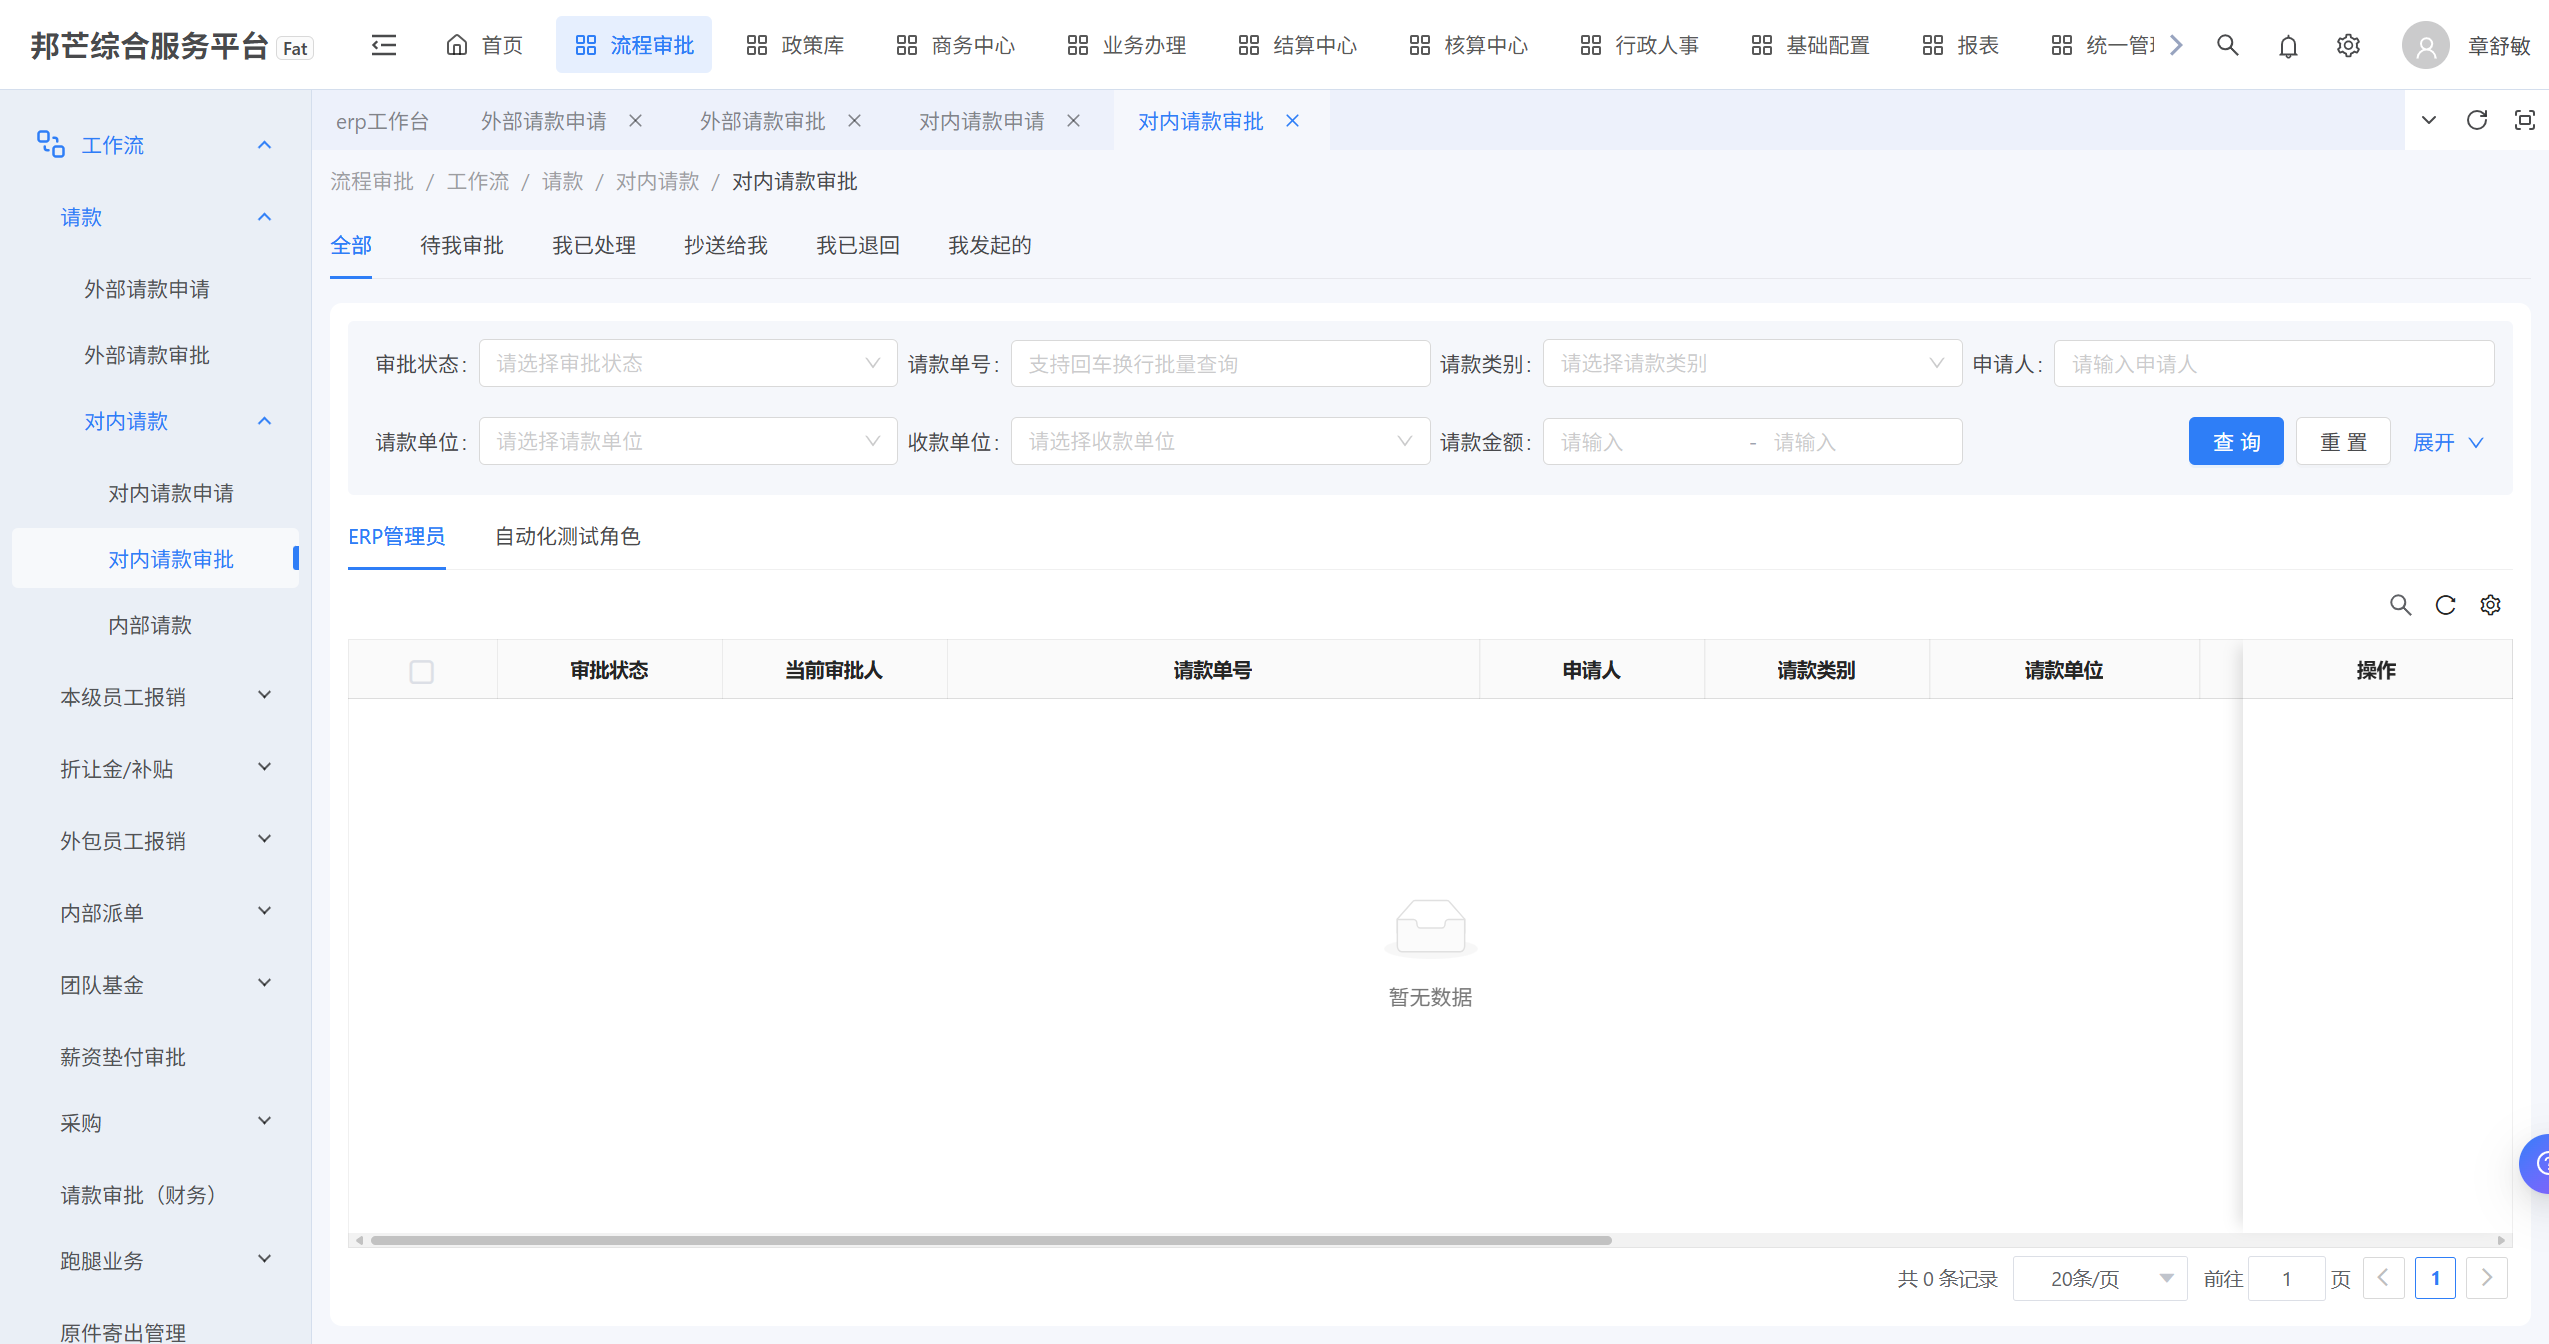 邦芒综合服务平台 Fat
首页 流程审批 政策库 商务中心 业务办理 结算中心 核算中心 行政人事 基础配置 报表 统一管 章舒敏
erp工作台 外部请款申请 外部请款审批 对内请款申请 对内请款审批
流程审批 / 工作流 / 请款 / 对内请款 / 对内请款审批
全部 待我审批 我已处理 抄送给我 我已退回 我发起的
工作流
请款
外部请款申请
外部请款审批
对内请款
对内请款申请
对内请款审批
内部请款
本级员工报销
折让金/补贴
外包员工报销
内部派单
团队基金
薪资垫付审批
采购
请款审批（财务）
跑腿业务
原件寄出管理
审批状态: 请选择审批状态 请款单号: 支持回车换行批量查询 请款类别: 请选择请款类别 申请人: 请输入申请人
请款单位: 请选择请款单位 收款单位: 请选择收款单位 请款金额: 请输入 - 请输入 查 询 重 置 展开
ERP管理员 自动化测试角色
审批状态 当前审批人 请款单号 申请人 请款类别 请款单位 操作
暂无数据
共 0 条记录 20条/页 前往 1 页 1